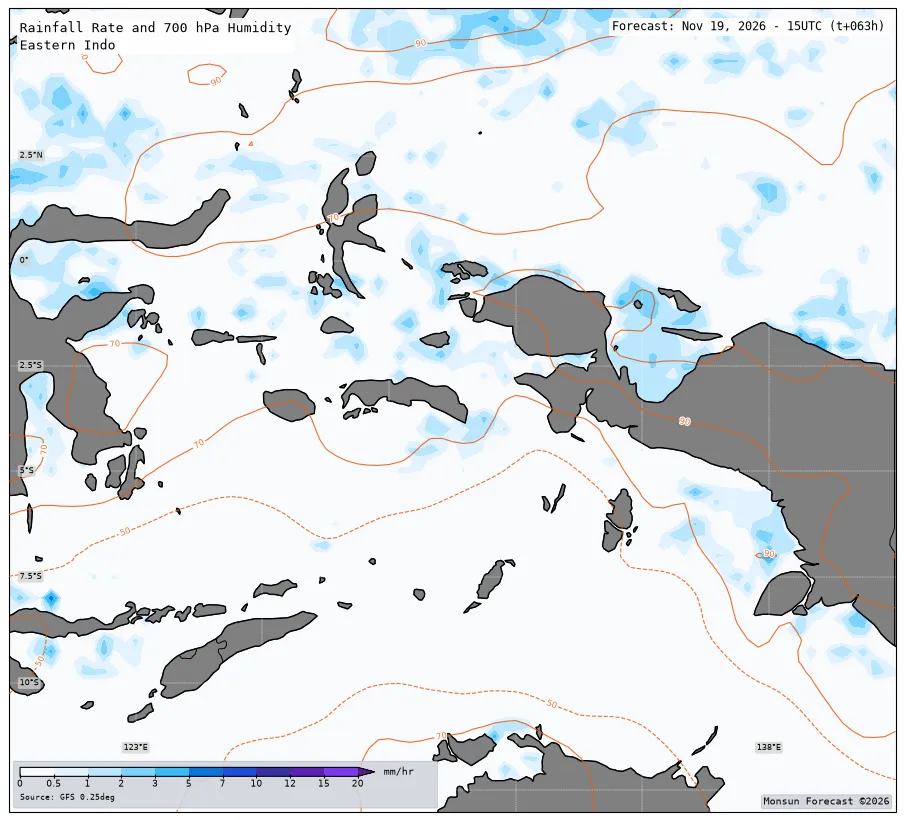 Rainfall Rate and 700 hPa Humidity
Eastern Indo
Forecast: Nov 19, 2026 - 15UTC (t+063h)
90
90
2.5°N
70
0°
70
2.5°S
90
70
70
5°S
50
90
7.5°S
50
10°S
50
70
123°E
138°E
mm/hr
0 0.5 1 2 3 5 7 10 12 15 20
Source: GFS 0.25deg
Monsun Forecast ©2026